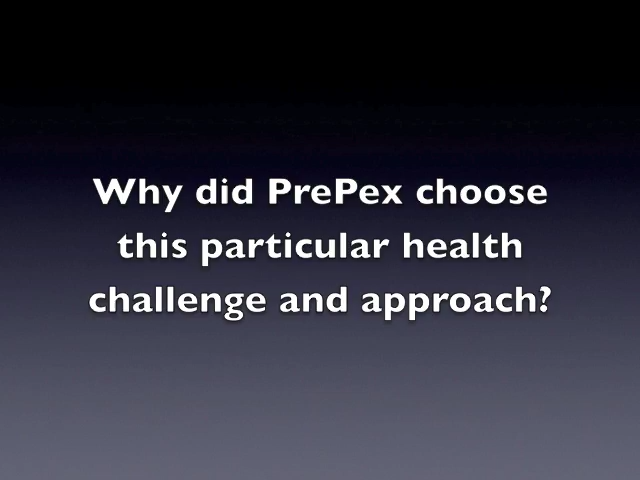 Why did PrePex choose
this particular health
challenge and approach?